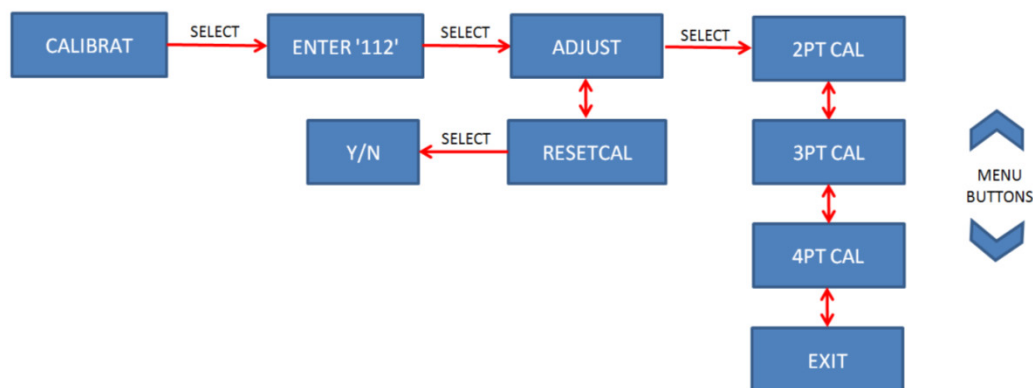 CALIBRAT
SELECT
ENTER '112'
SELECT
ADJUST
SELECT
2PT CAL
Y/N
SELECT
RESETCAL
3PT CAL
MENU
BUTTONS
4PT CAL
EXIT